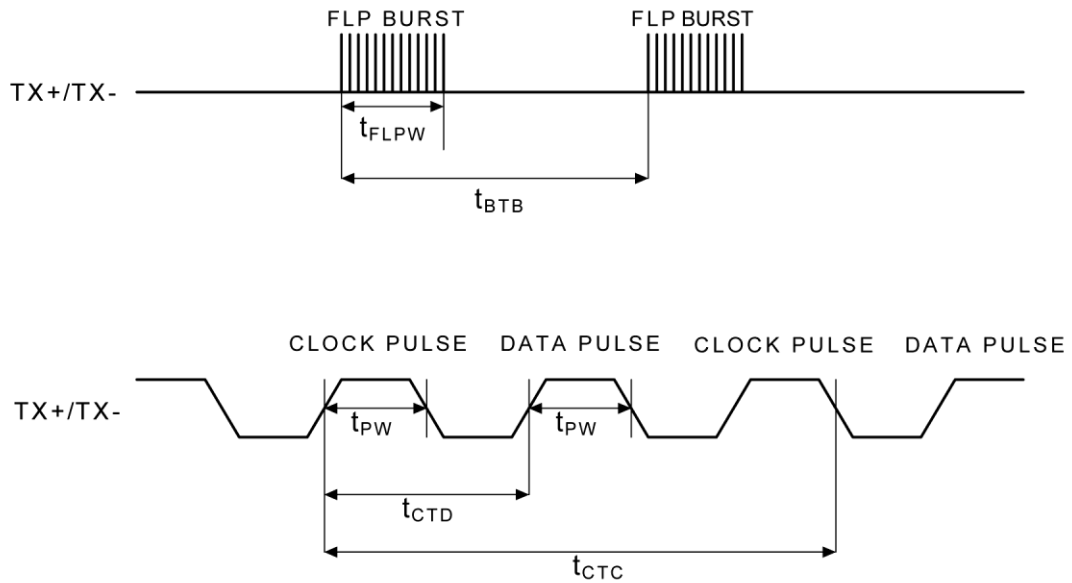 FLP BURST FLP BURST
TX+/TX-
tFLPW
tBTB
CLOCK PULSE DATA PULSE CLOCK PULSE DATA PULSE
TX+/TX-
tPW tPW
tCTD
tCTC